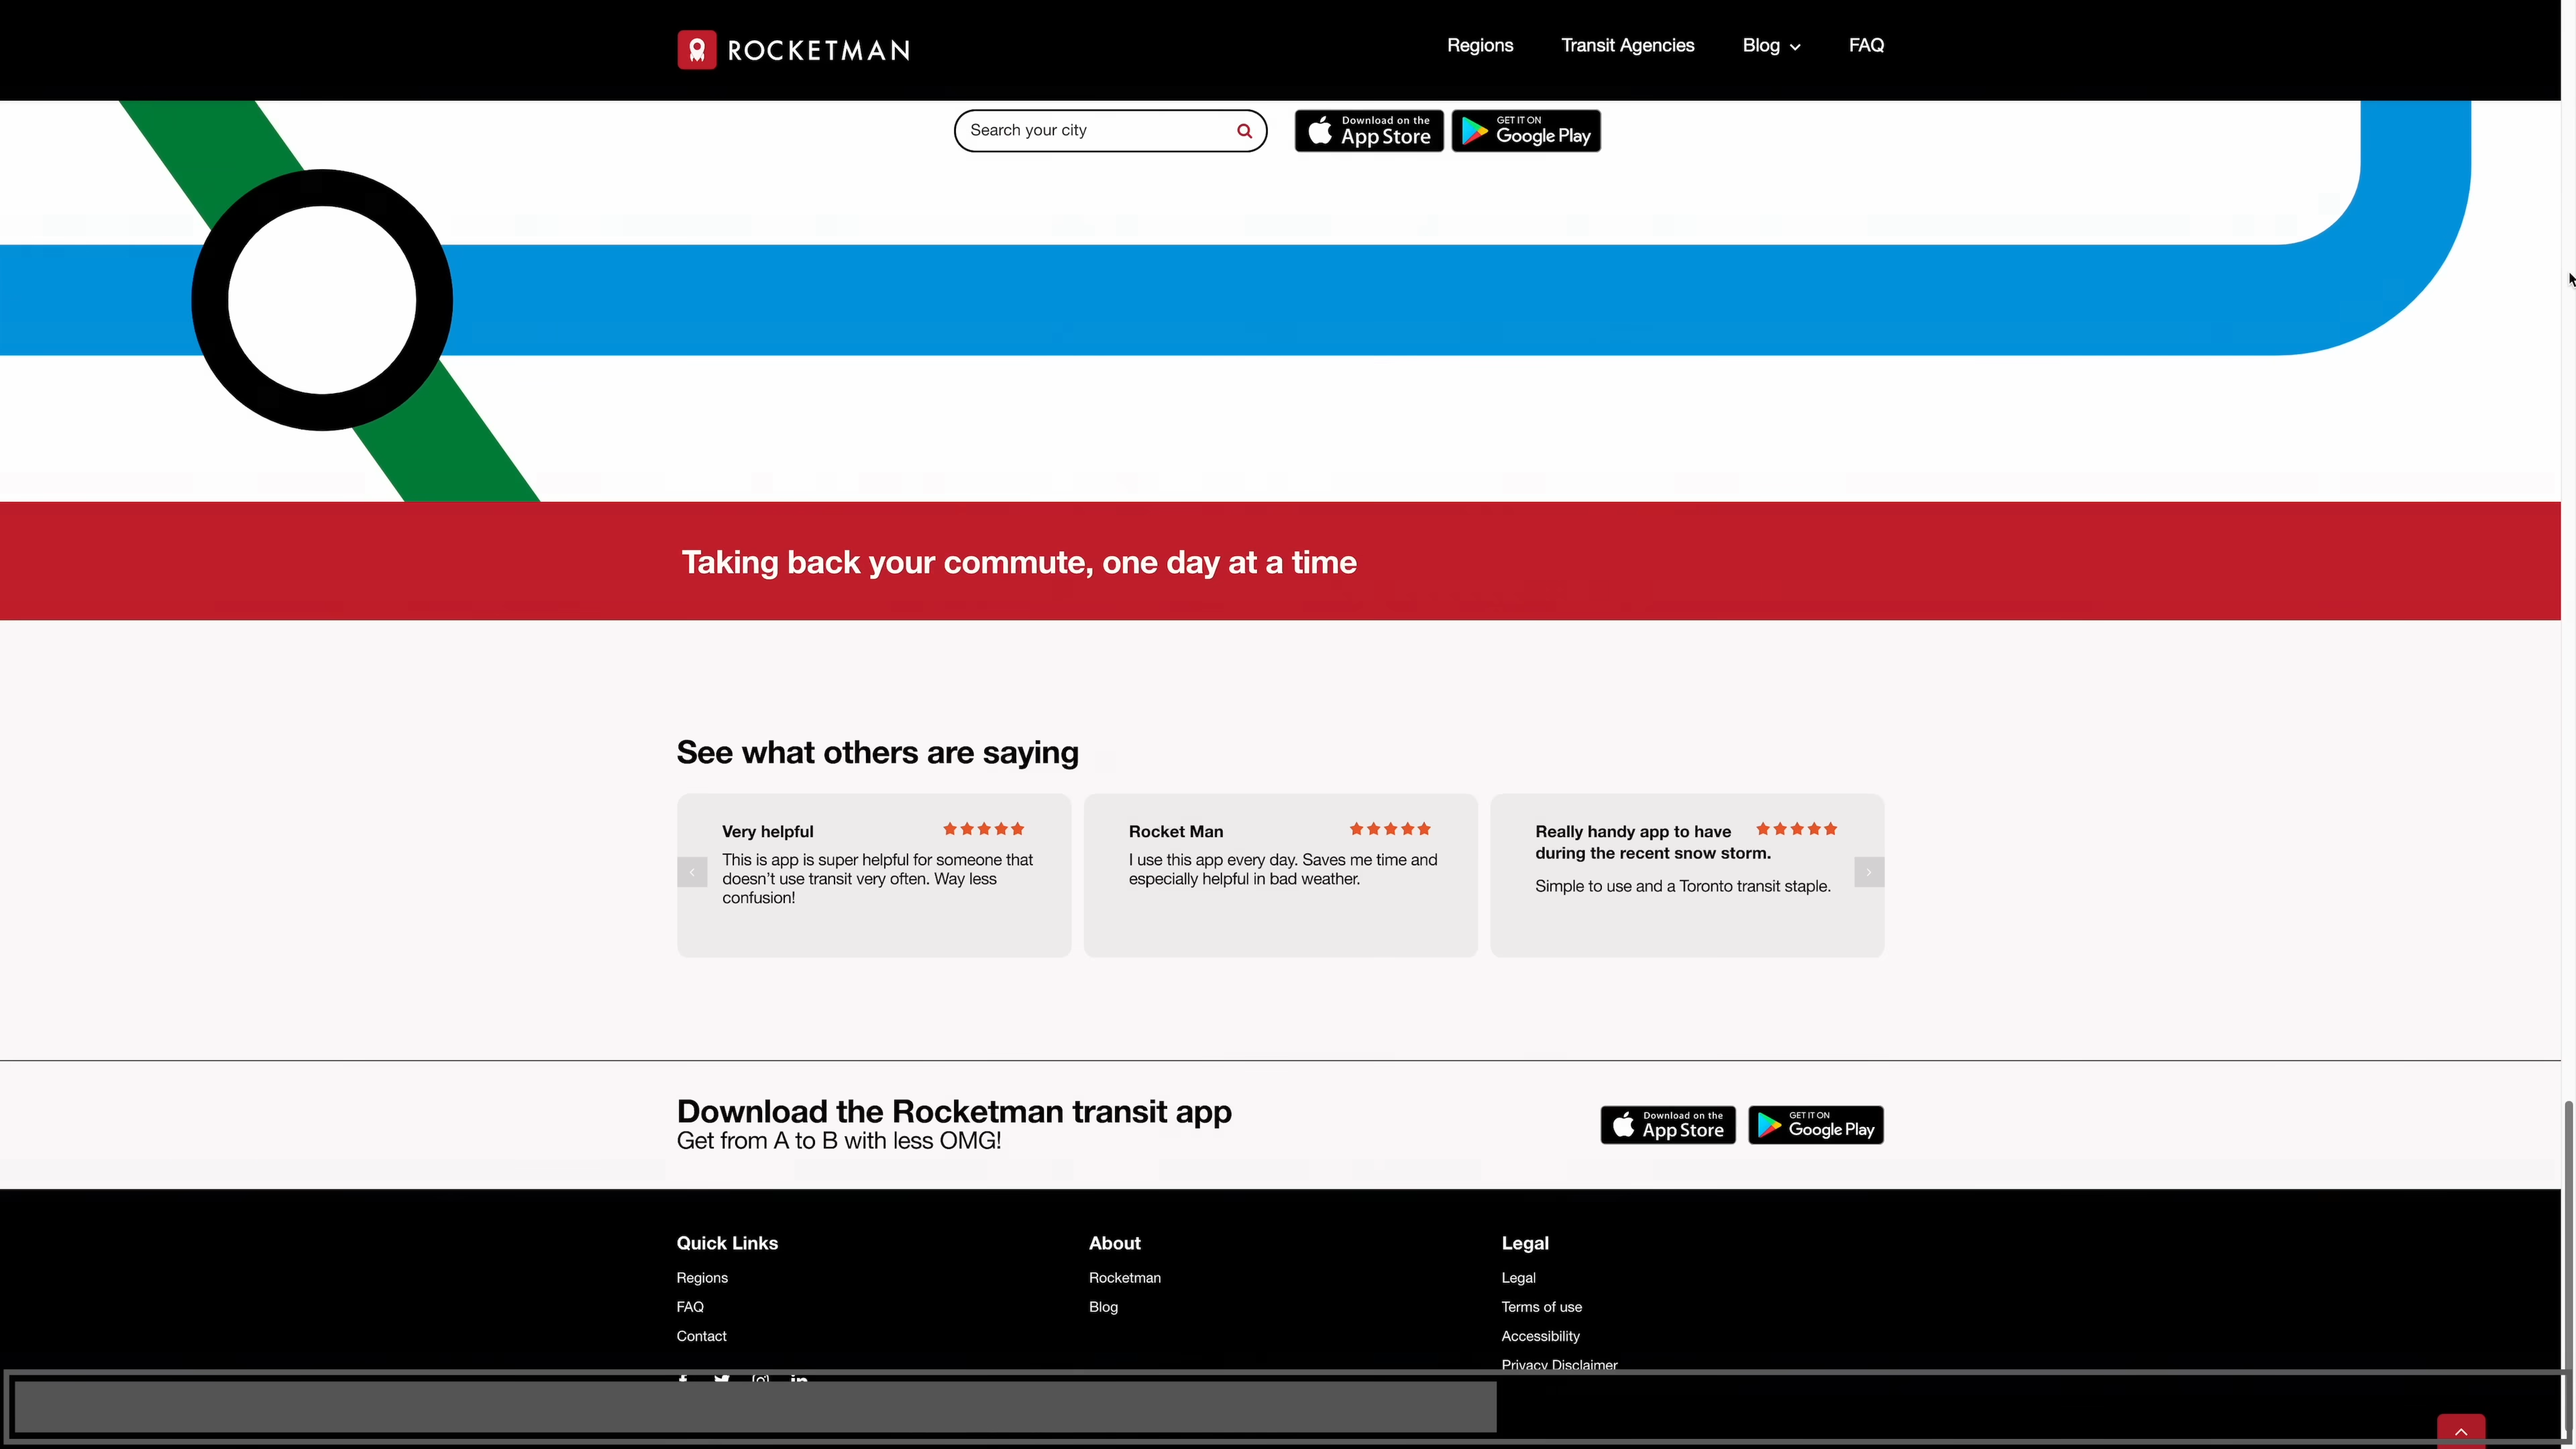 ROCKETMAN
Regions
Transit Agencies
Blog
FAQ
Search your city
Download on the
App Store
GET IT ON
Google Play
Taking back your commute, one day at a time
See what others are saying
Very helpful
This is app is super helpful for someone that
doesn't use transit very often. Way less
confusion!
Rocket Man
I use this app every day. Saves me time and
especially helpful in bad weather.
Really handy app to have
during the recent snow storm.
Simple to use and a Toronto transit staple.
Download the Rocketman transit app
Get from A to B with less OMG!
Download on the
App Store
GET IT ON
Google Play
Quick Links
Regions
FAQ
Contact
About
Rocketman
Blog
Legal
Legal
Terms of use
Accessibility
Privacy Disclaimer